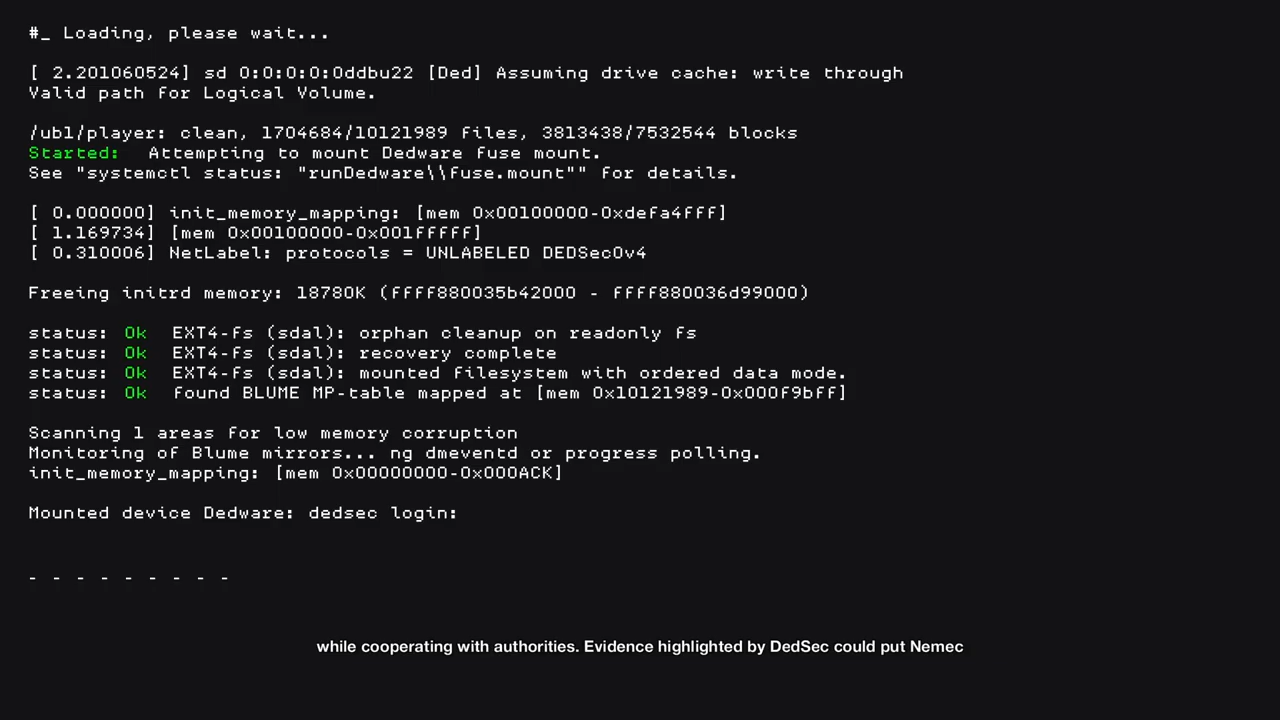 #_ Loading, please wait...
[ 2.201060524] sd 0:0:0:0:0ddbu22 [Ded] Assuming drive cache: write through
Valid path for Logical Volume.
/ubl/player: clean, 1704684/10121989 files, 3813438/7532544 blocks
Started: Attempting to mount Dedware Fuse mount.
See "systemctl status: "runDedware\\fuse.mount"" for details.
[ 0.000000] init_memory_mapping: [mem 0x00100000-0xdefa4fff]
[ 1.169734] [mem 0x00100000-0x001fffff]
[ 0.310006] NetLabel: protocols = UNLABELED DEDSecOv4
Freeing initrd memory: 18780K (ffff880035b42000 - ffff880036d99000)
status: Ok EXT4-fs (sda1): orphan cleanup on readonly fs
status: Ok EXT4-fs (sda1): recovery complete
status: Ok EXT4-fs (sda1): mounted filesystem with ordered data mode.
status: Ok found BLUME MP-table mapped at [mem 0x10121989-0x000f9bff]
Scanning 1 areas for low memory corruption
Monitoring of Blume mirrors... ng dmeventd or progress polling.
init_memory_mapping: [mem 0x00000000-0x000ACK]
Mounted device Dedware: dedsec login:
- - - - - - - - -
while cooperating with authorities. Evidence highlighted by DedSec could put Nemec